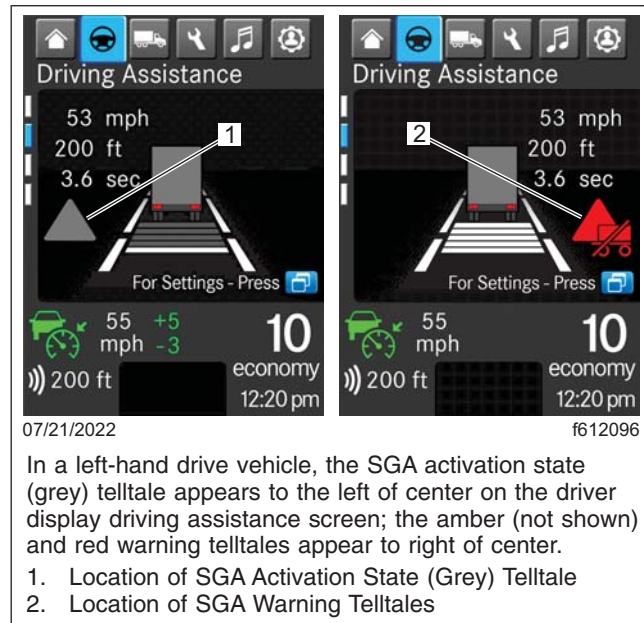 Driving Assistance
53 mph
200 ft
3.6 sec
1
For Settings - Press
55 +5
mph -3
10
economy
200 ft
12:20 pm
Driving Assistance
53 mph
200 ft
3.6 sec
2
For Settings - Press
55
mph
10
economy
200 ft
12:20 pm
07/21/2022
f612096
In a left-hand drive vehicle, the SGA activation state
(grey) telltale appears to the left of center on the driver
display driving assistance screen; the amber (not shown)
and red warning telltales appear to right of center.
1. Location of SGA Activation State (Grey) Telltale
2. Location of SGA Warning Telltales